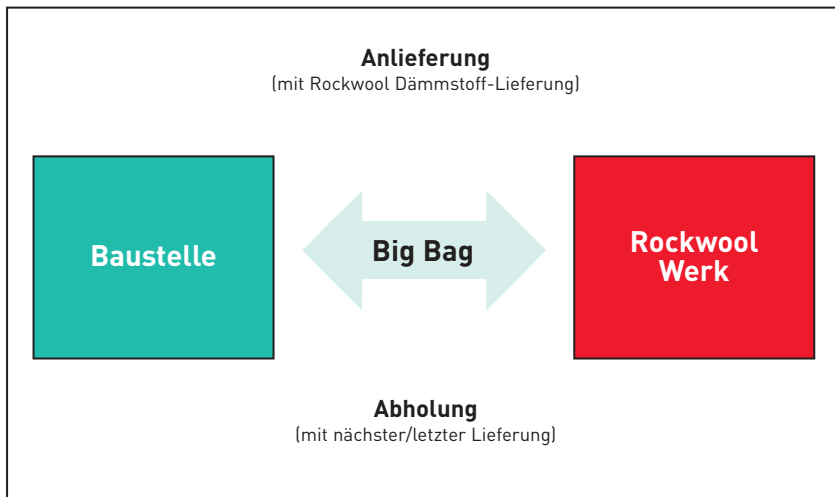 Anlieferung
(mit Rockwool Dämmstoff-Lieferung)
Baustelle
Big Bag
Rockwool
Werk
Abholung
(mit nächster/letzter Lieferung)